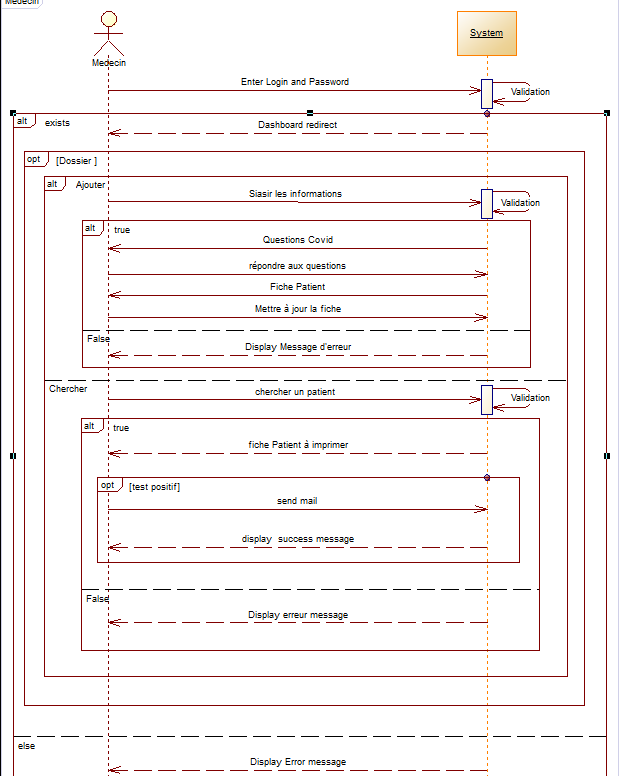 Medecin
System
Medecin
Enter Login and Password
Validation
alt exists
Dashboard redirect
opt [Dossier ]
alt Ajouter
Siasir les informations
Validation
alt true
Questions Covid
répondre aux questions
Fiche Patient
Mettre à jour la fiche
False
Display Message d'erreur
Chercher
chercher un patient
Validation
alt true
fiche Patient à imprimer
opt [test positif]
send mail
display success message
False
Display erreur message
else
Display Error message